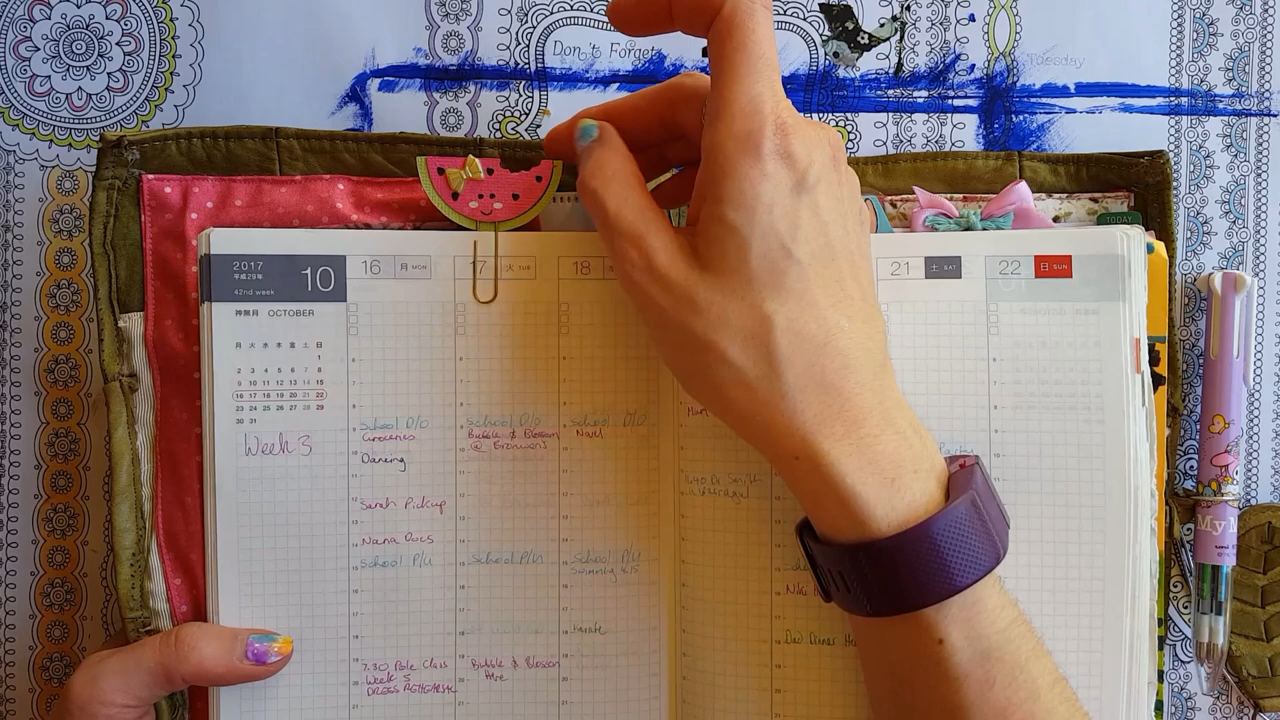 Don't Forget
Tuesday
TODAY
2017
平成29年
42nd week
10
16 月 MON
17 火 TUE
18
21 土 SAT
22 日 SUN
神無月 OCTOBER
月 火 水 木 金 土 日
1
2 3 4 5 6 7 8
9 10 11 12 13 14 15
16 17 18 19 20 21 22
23 24 25 26 27 28 29
30 31
Week 3
School D/O
Groceries
Dancing
Sarah Pickup
Nana Docs
School P/U
7.30 Pole Class
Week 5
DRESS REHEARSAL
School D/O
Bubble & Blossom
@ Bronwen's
School P/U
Bubble & Blossom
School D/O
School P/U
Swimming
Karate
Dad Dinner
Party
My M
uni